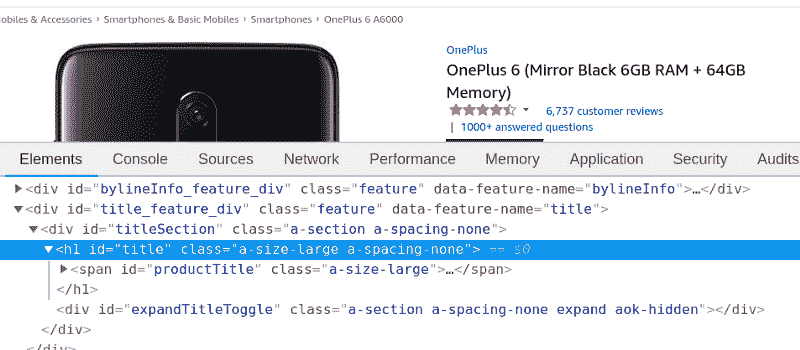 obiles & Accessories › Smartphones & Basic Mobiles › Smartphones › OnePlus 6 A6000
OnePlus
OnePlus 6 (Mirror Black 6GB RAM + 64GB
Memory)
6,737 customer reviews
| 1000+ answered questions
Elements Console Sources Network Performance Memory Application Security Audits
▶<div id="bylineInfo_feature_div" class="feature" data-feature-name="bylineInfo">…</div>
▼<div id="title_feature_div" class="feature" data-feature-name="title">
▼<div id="titleSection" class="a-section a-spacing-none">
▼<h1 id="title" class="a-size-large a-spacing-none"> == $0
▶<span id="productTitle" class="a-size-large">…</span>
</h1>
<div id="expandTitleToggle" class="a-section a-spacing-none expand aok-hidden"></div>
</div>
</div>